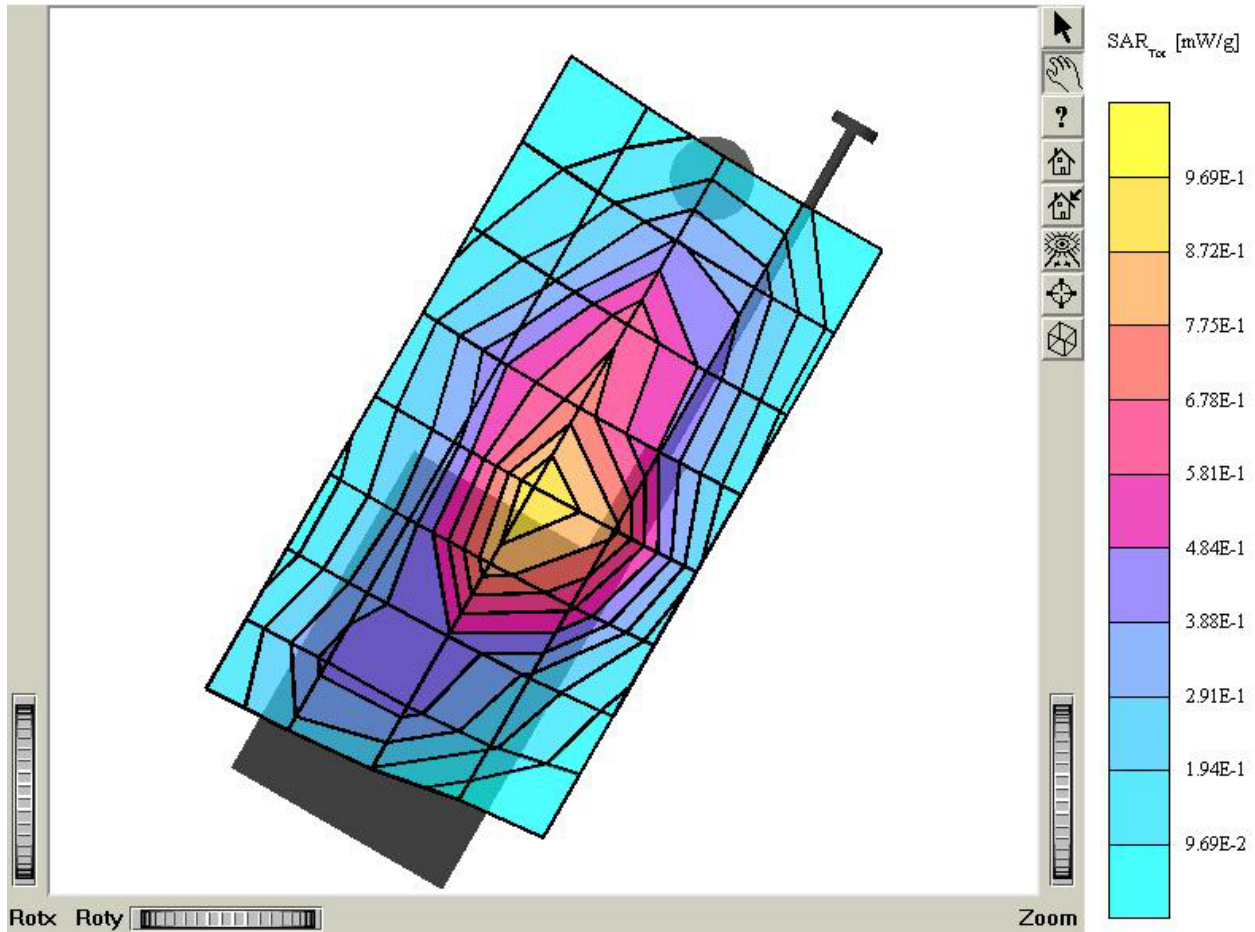 SAR_Tot [mW/g]
?
9.69E-1
8.72E-1
7.75E-1
6.78E-1
5.81E-1
4.84E-1
3.88E-1
2.91E-1
1.94E-1
9.69E-2
Rotx Roty Zoom